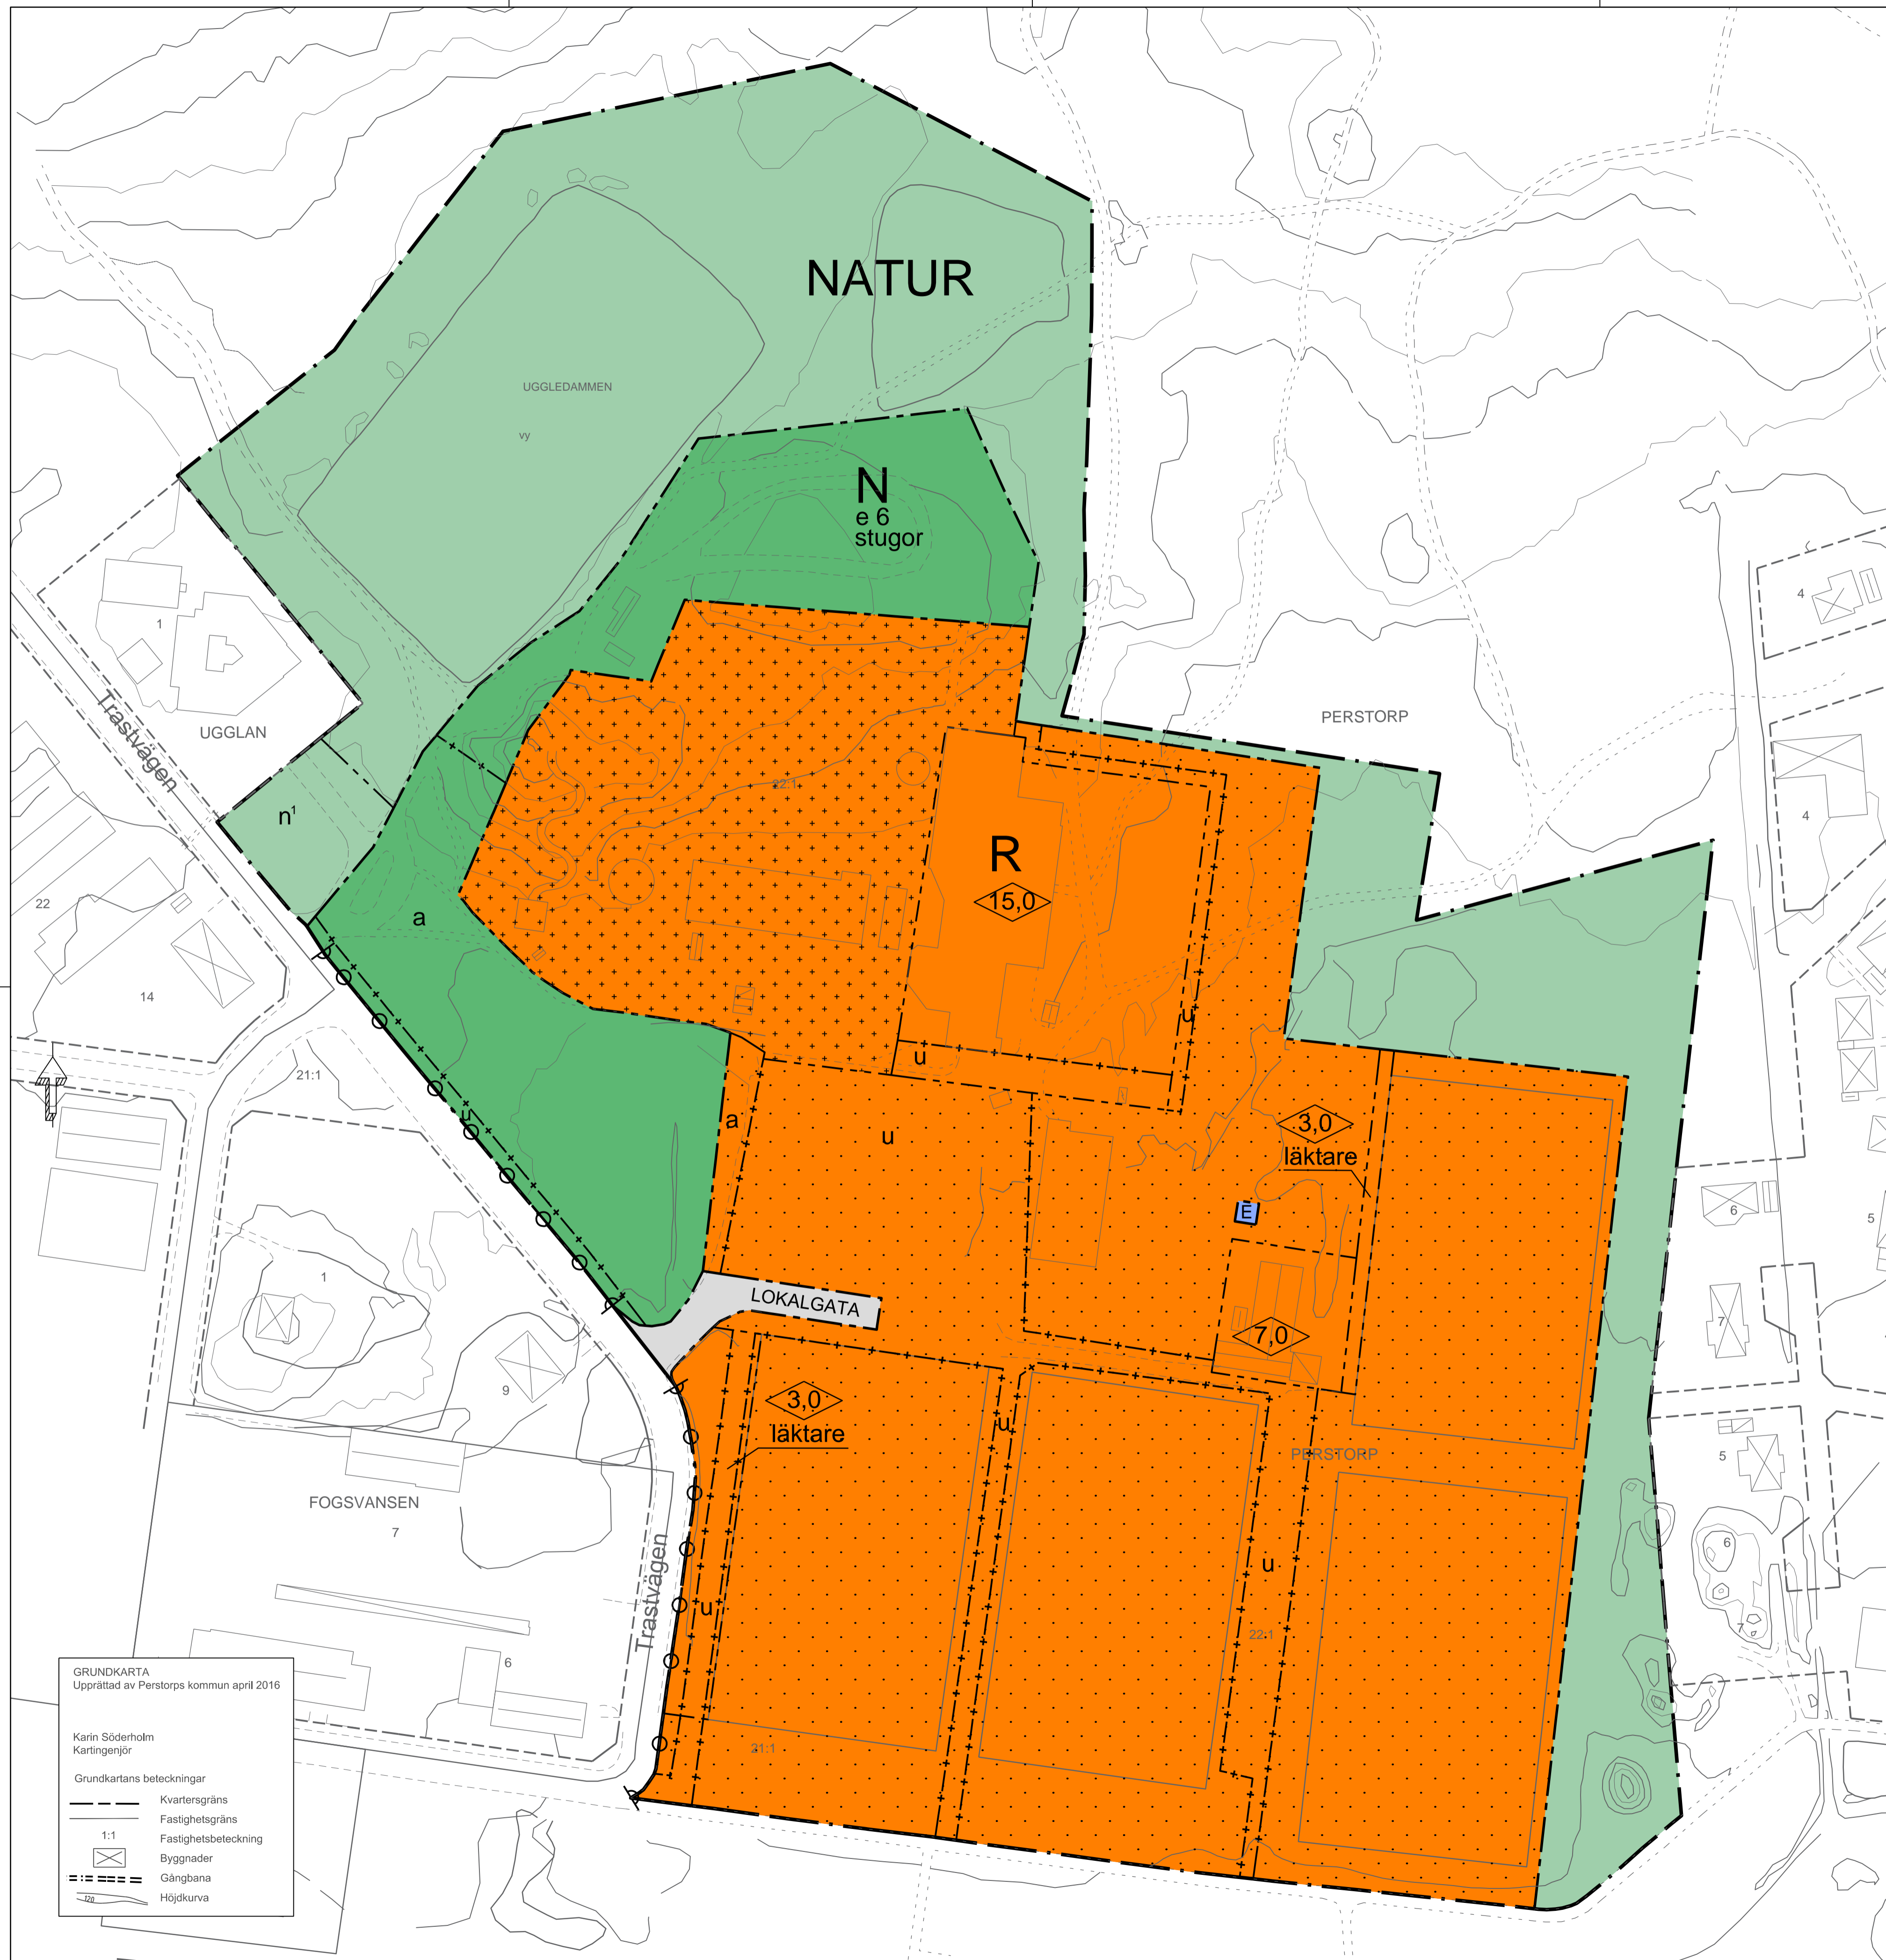 NATUR
UGGLEDAMMEN
vy
N
e 6
stugor
4
1
Trastvägen
UGGLAN
PERSTORP
22:1
n¹
4
R
15,0
22
a
14
u
u
21:1
u
a
u
3,0
läktare
E
6
5
1
LOKALGATA
7
7,0
9
3,0
läktare
u
PERSTORP
5
FOGSVANSEN
7
6
u
Trastvägen
u
22:1
7
6
21:1
GRUNDKARTA
Upprättad av Perstorps kommun april 2016
Karin Söderholm
Kartingenjör
Grundkartans beteckningar
Kvartersgräns
Fastighetsgräns
1:1 Fastighetsbeteckning
Byggnader
Gångbana
120 Höjdkurva